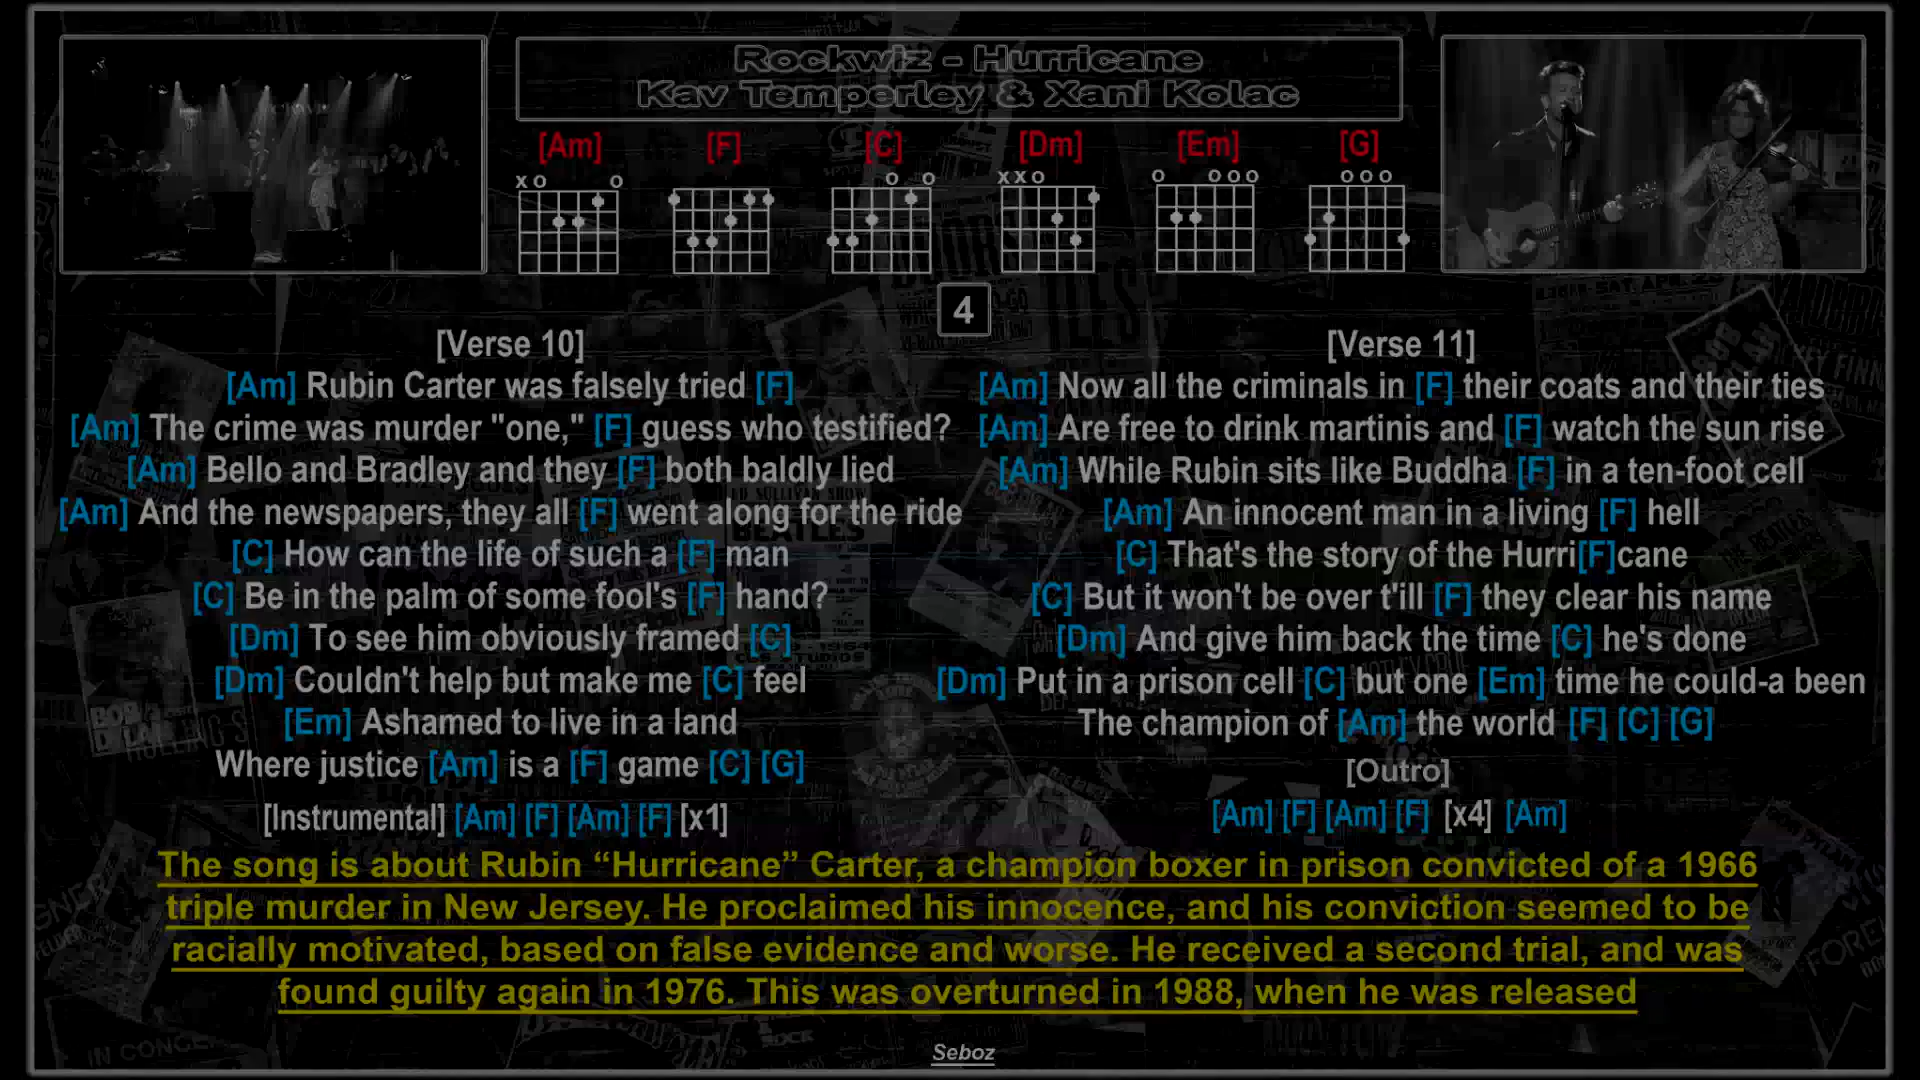 Rockwiz - Hurricane
Kav Temperley & Xani Kolac
[Am] [F] [C] [Dm] [Em] [G]
x o o o o x x o o o o o o o o
4
[Verse 10]
[Am] Rubin Carter was falsely tried [F]
[Am] The crime was murder "one," [F] guess who testified?
[Am] Bello and Bradley and they [F] both baldly lied
[Am] And the newspapers, they all [F] went along for the ride
[C] How can the life of such a [F] man
[C] Be in the palm of some fool's [F] hand?
[Dm] To see him obviously framed [C]
[Dm] Couldn't help but make me [C] feel
[Em] Ashamed to live in a land
Where justice [Am] is a [F] game [C] [G]
[Instrumental] [Am] [F] [Am] [F] [x1]
[Verse 11]
[Am] Now all the criminals in [F] their coats and their ties
[Am] Are free to drink martinis and [F] watch the sun rise
[Am] While Rubin sits like Buddha [F] in a ten-foot cell
[Am] An innocent man in a living [F] hell
[C] That's the story of the Hurri[F]cane
[C] But it won't be over t'ill [F] they clear his name
[Dm] And give him back the time [C] he's done
[Dm] Put in a prison cell [C] but one [Em] time he could-a been
The champion of [Am] the world [F] [C] [G]
[Outro]
[Am] [F] [Am] [F] [x4] [Am]
The song is about Rubin “Hurricane” Carter, a champion boxer in prison convicted of a 1966
triple murder in New Jersey. He proclaimed his innocence, and his conviction seemed to be
racially motivated, based on false evidence and worse. He received a second trial, and was
found guilty again in 1976. This was overturned in 1988, when he was released
Seboz
BOB
DYLAN
ED SULLIVAN SHOW
BEATLES
CBS STUDIOS
IN CONCERT